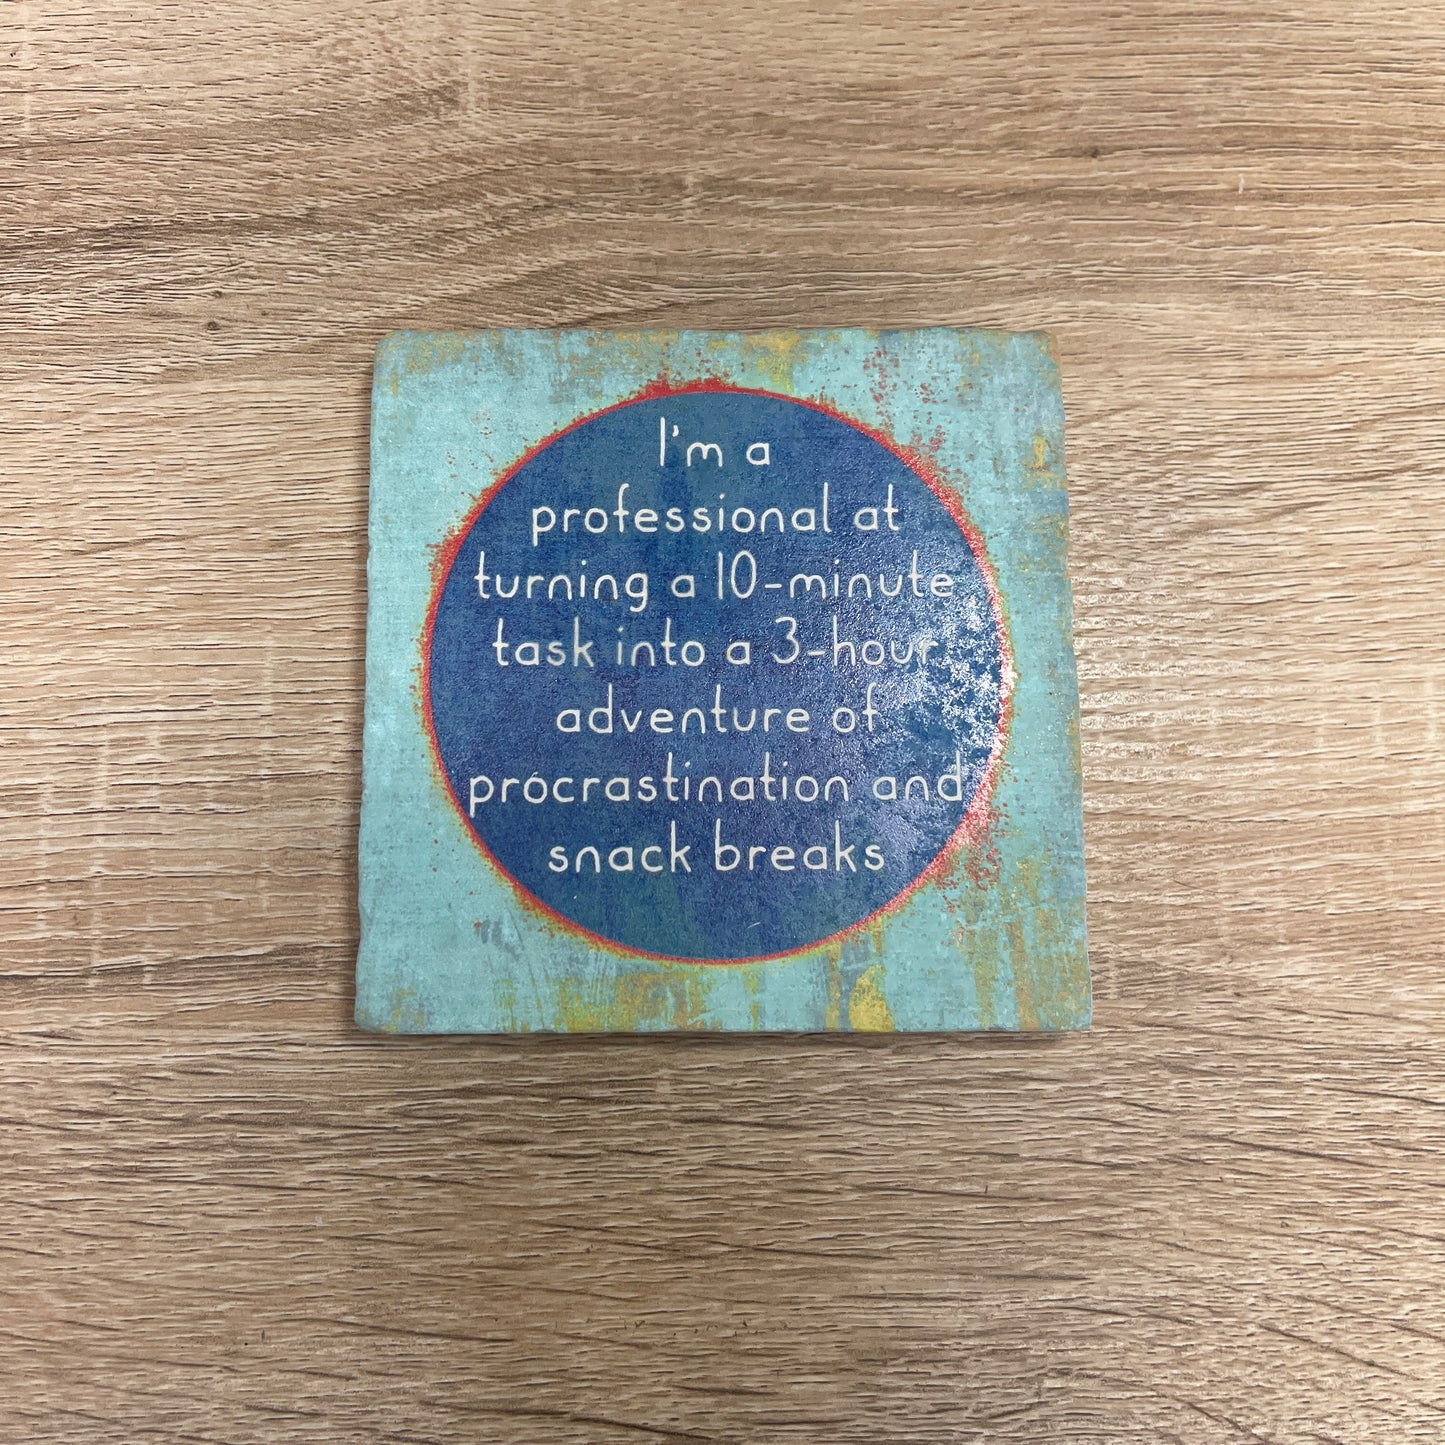 I'm a
professional at
turning a 10-minute
task into a 3-hour
adventure of
procrastination and
snack breaks